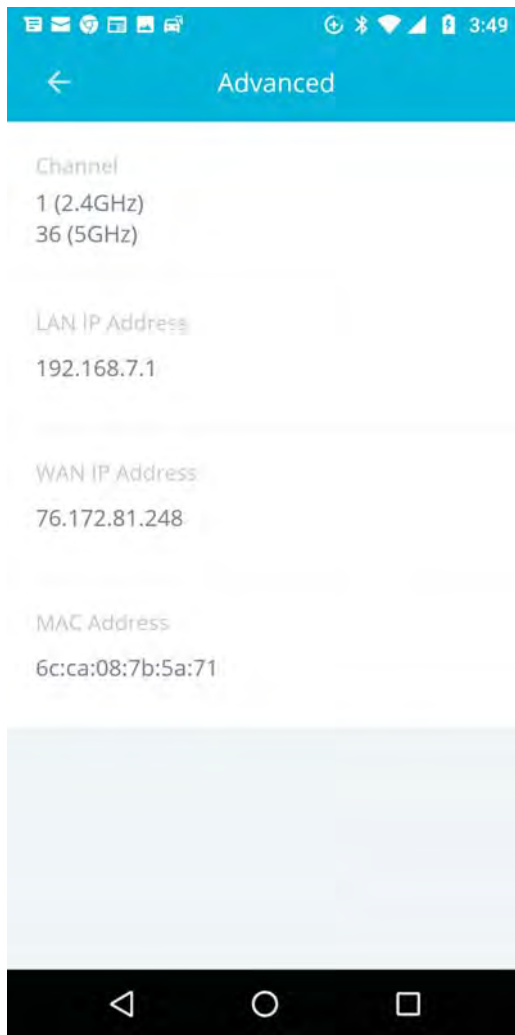 3:49
Advanced
Channel
1 (2.4GHz)
36 (5GHz)
LAN IP Address
192.168.7.1
WAN IP Address
76.172.81.248
MAC Address
6c:ca:08:7b:5a:71